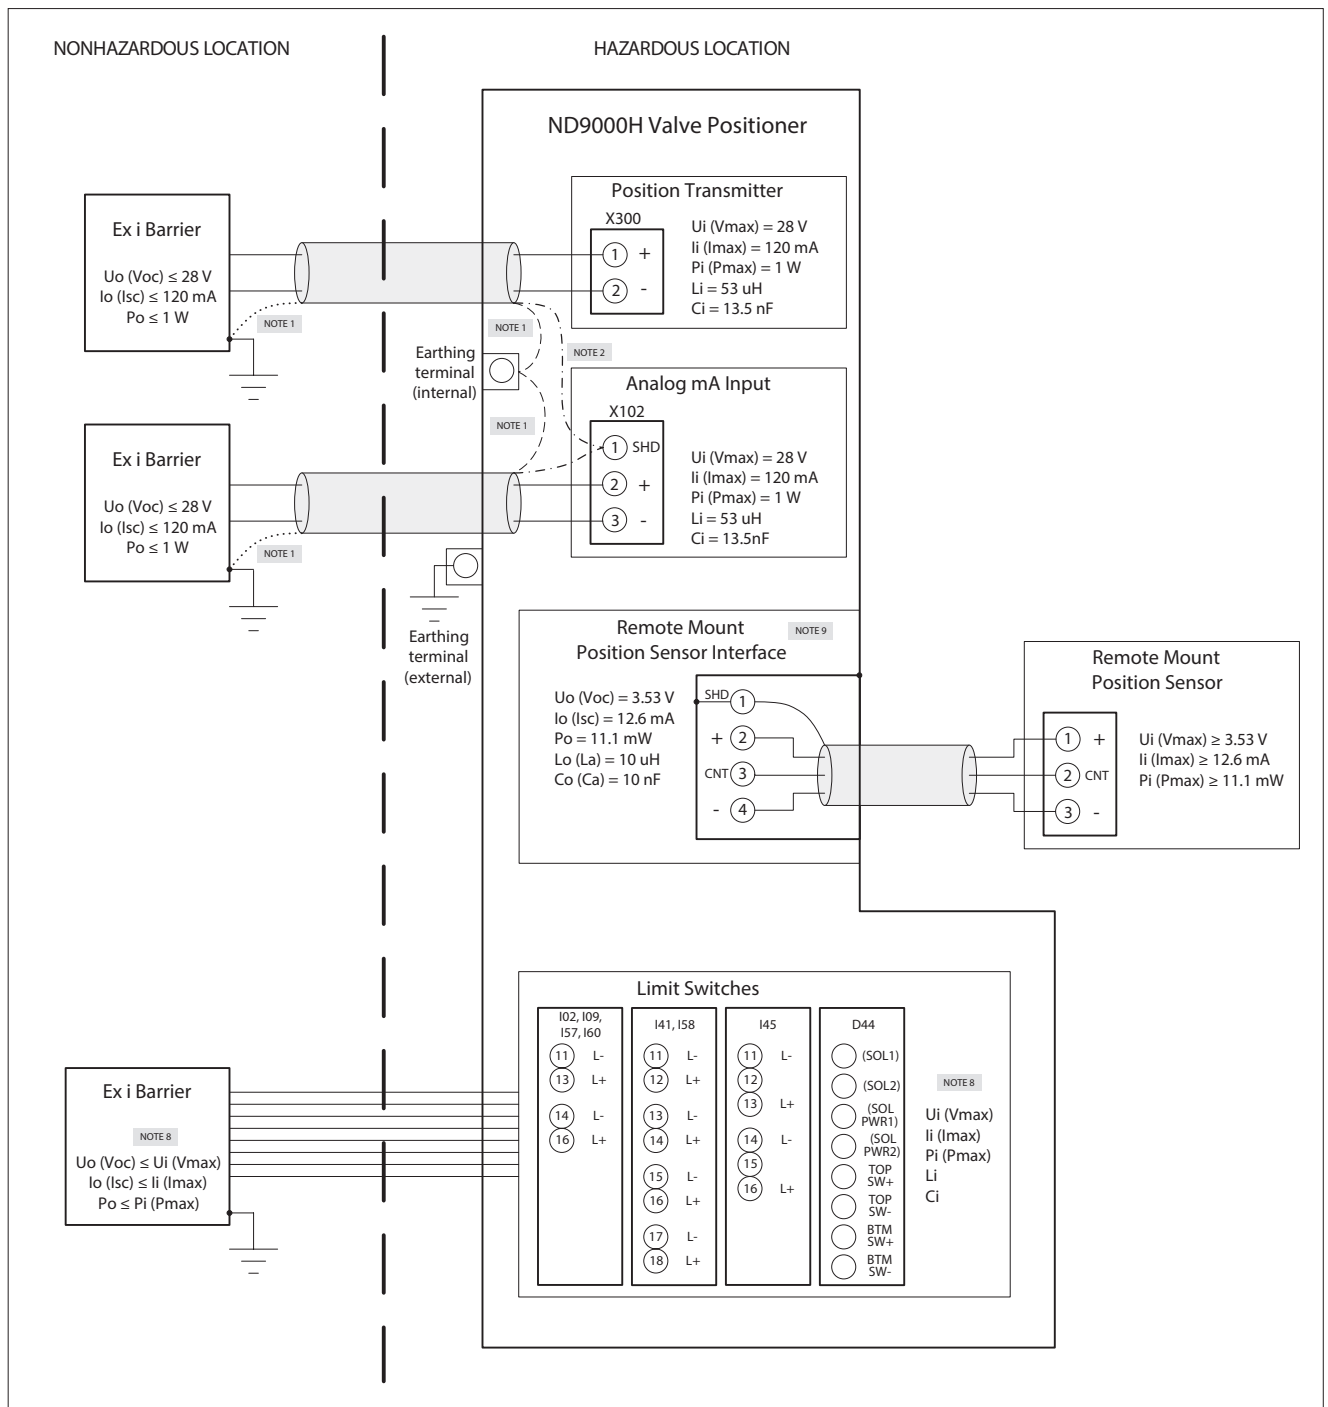 NONHAZARDOUS LOCATION
HAZARDOUS LOCATION
ND9000H Valve Positioner
Ex i Barrier
Uo (Voc) ≤ 28 V
Io (Isc) ≤ 120 mA
Po ≤ 1 W
NOTE 1
Position Transmitter
X300
1 +
2 -
Ui (Vmax) = 28 V
Ii (Imax) = 120 mA
Pi (Pmax) = 1 W
Li = 53 uH
Ci = 13.5 nF
NOTE 1
NOTE 2
Earthing
terminal
(internal)
NOTE 1
Ex i Barrier
Uo (Voc) ≤ 28 V
Io (Isc) ≤ 120 mA
Po ≤ 1 W
NOTE 1
Analog mA Input
X102
1 SHD
2 +
3 -
Ui (Vmax) = 28 V
Ii (Imax) = 120 mA
Pi (Pmax) = 1 W
Li = 53 uH
Ci = 13.5nF
Earthing
terminal
(external)
Remote Mount
Position Sensor Interface
NOTE 9
Uo (Voc) = 3.53 V
Io (Isc) = 12.6 mA
Po = 11.1 mW
Lo (La) = 10 uH
Co (Ca) = 10 nF
SHD 1
+ 2
CNT 3
- 4
Remote Mount
Position Sensor
1 +
2 CNT
3 -
Ui (Vmax) ≥ 3.53 V
Ii (Imax) ≥ 12.6 mA
Pi (Pmax) ≥ 11.1 mW
Ex i Barrier
NOTE 8
Uo (Voc) ≤ Ui (Vmax)
Io (Isc) ≤ Ii (Imax)
Po ≤ Pi (Pmax)
Limit Switches
I02, I09,
I57, I60
11 L-
13 L+
14 L-
16 L+
I41, I58
11 L-
12 L+
13 L-
14 L+
15 L-
16 L+
17 L-
18 L+
I45
11 L-
12
13 L+
14 L-
15
16 L+
D44
(SOL1)
(SOL2)
(SOL
PWR1)
(SOL
PWR2)
TOP
SW+
TOP
SW-
BTM
SW+
BTM
SW-
NOTE 8
Ui (Vmax)
Ii (Imax)
Pi (Pmax)
Li
Ci